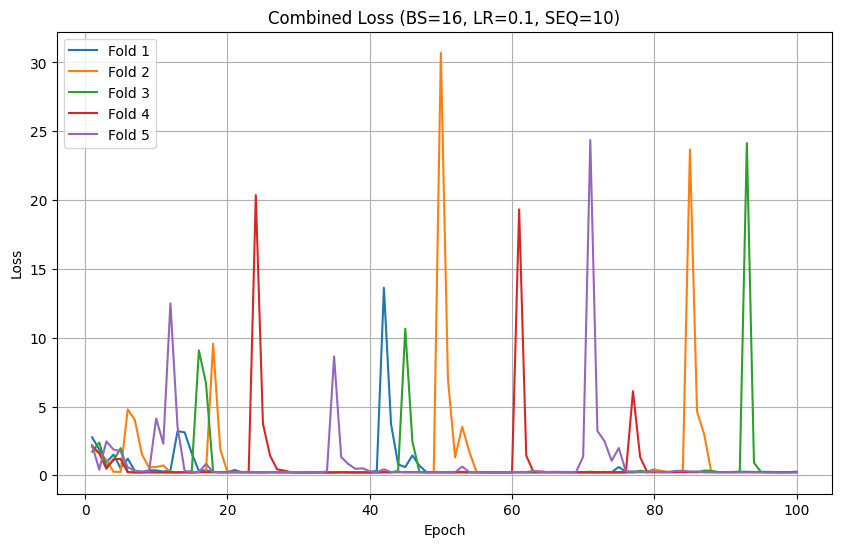 Combined Loss (BS=16, LR=0.1, SEQ=10)
Fold 1
Fold 2
Fold 3
Fold 4
Fold 5
Loss
30
25
20
15
10
5
0
0 20 40 60 80 100
Epoch